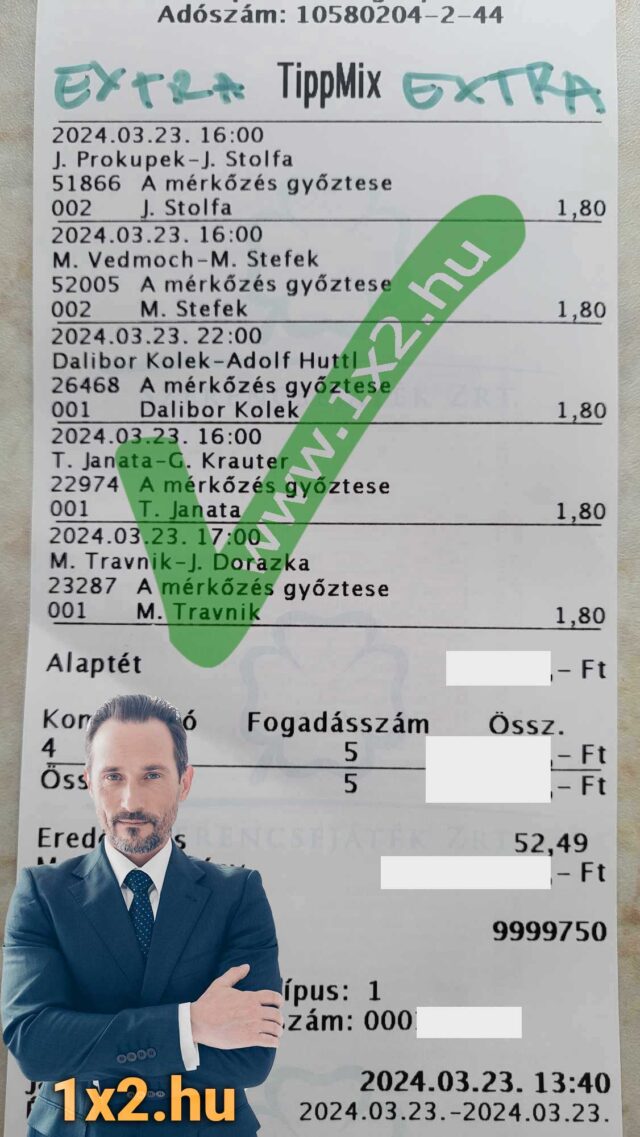 Adószám: 10580204-2-44
EXTRA TippMix EXTRA
2024.03.23. 16:00
J. Prokupek-J. Stolfa
51866 A mérkőzés győztese
002 J. Stolfa 1,80
2024.03.23. 16:00
M. Vedmoch-M. Stefek
52005 A mérkőzés győztese
002 M. Stefek 1,80
2024.03.23. 22:00
Dalibor Kolek-Adolf Huttl
26468 A mérkőzés győztese
001 Dalibor Kolek 1,80
2024.03.23. 16:00
T. Janata-G. Krauter
22974 A mérkőzés győztese
001 T. Janata 1,80
2024.03.23. 17:00
M. Travnik-J. Dorazka
23287 A mérkőzés győztese
001 M. Travnik 1,80
www.1x2.hu
Alaptét ,- Ft
Fogadásszám Össz.
4 5 ,- Ft
5 ,- Ft
52,49
,- Ft
9999750
1
000
2024.03.23. 13:40
2024.03.23.-2024.03.23.
1x2.hu